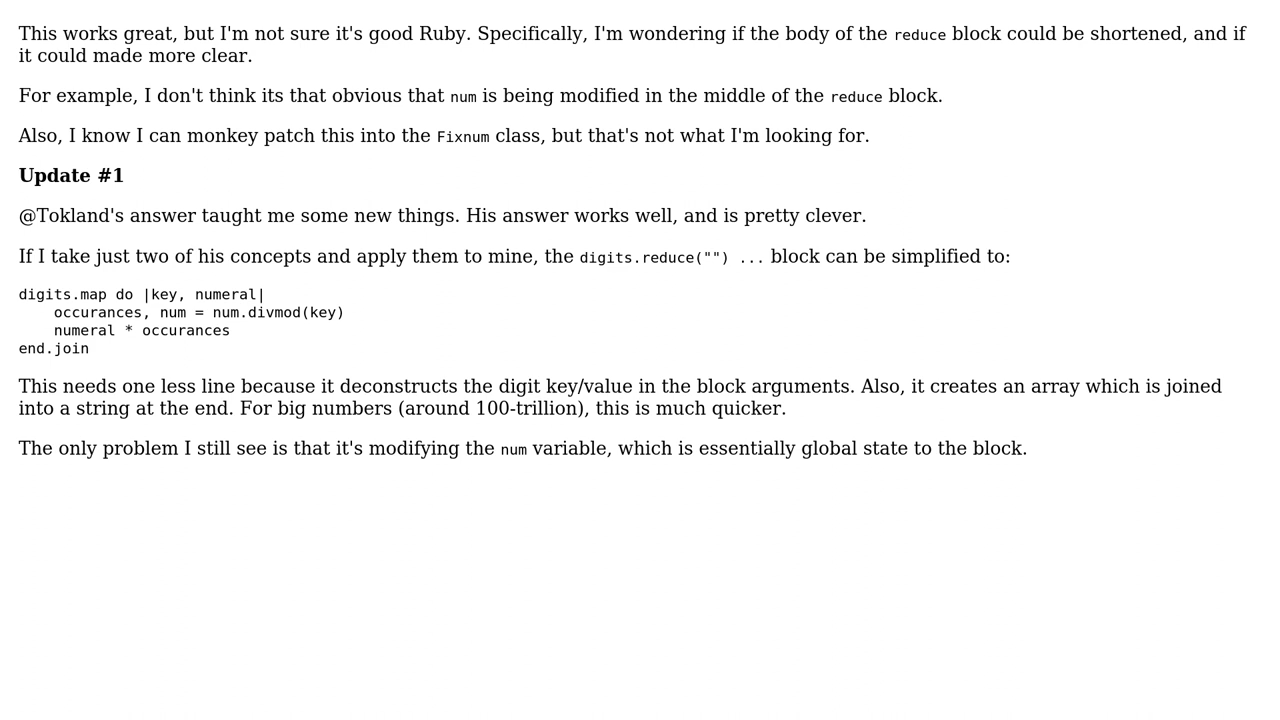 This works great, but I'm not sure it's good Ruby. Specifically, I'm wondering if the body of the reduce block could be shortened, and if
it could made more clear.
For example, I don't think its that obvious that num is being modified in the middle of the reduce block.
Also, I know I can monkey patch this into the Fixnum class, but that's not what I'm looking for.
Update #1
@Tokland's answer taught me some new things. His answer works well, and is pretty clever.
If I take just two of his concepts and apply them to mine, the digits.reduce("") ... block can be simplified to:
digits.map do |key, numeral|
    occurances, num = num.divmod(key)
    numeral * occurances
end.join
This needs one less line because it deconstructs the digit key/value in the block arguments. Also, it creates an array which is joined
into a string at the end. For big numbers (around 100-trillion), this is much quicker.
The only problem I still see is that it's modifying the num variable, which is essentially global state to the block.